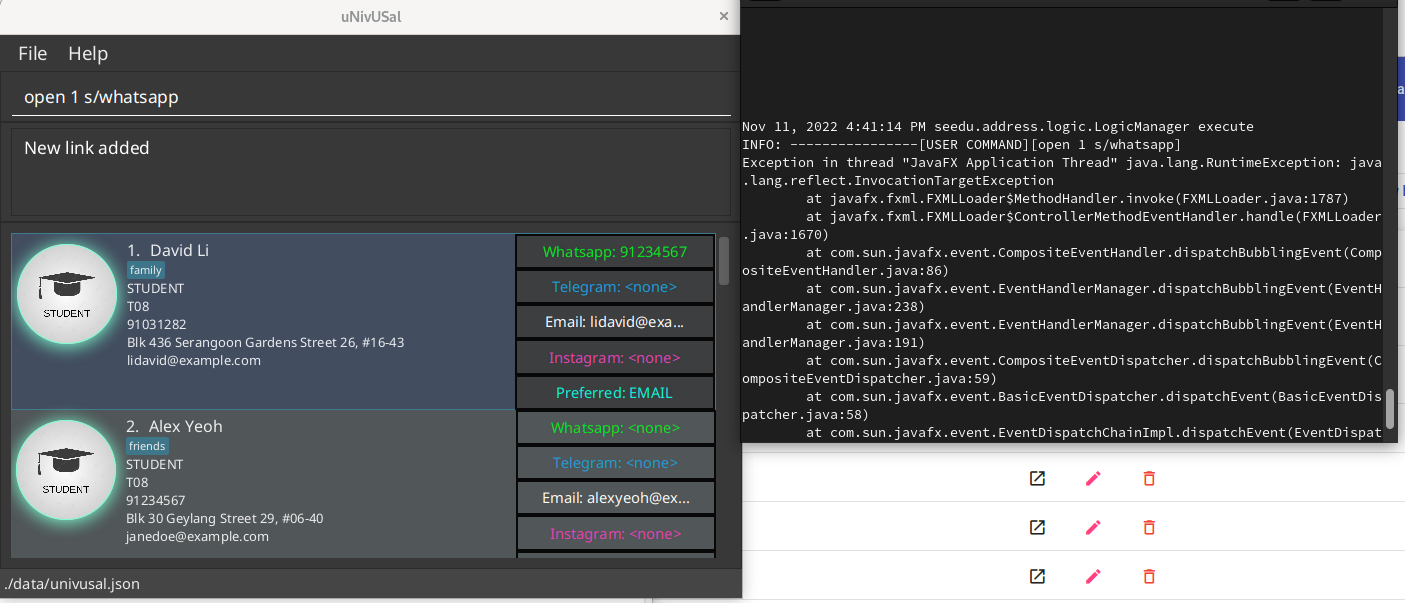 uNivUSal
File Help
open 1 s/whatsapp
New link added
STUDENT
1. David Li
family
STUDENT
T08
91031282
Blk 436 Serangoon Gardens Street 26, #16-43
lidavid@example.com
Whatsapp: 91234567
Telegram: <none>
Email: lidavid@exa...
Instagram: <none>
Preferred: EMAIL
STUDENT
2. Alex Yeoh
friends
STUDENT
T08
91234567
Blk 30 Geylang Street 29, #06-40
janedoe@example.com
Whatsapp: <none>
Telegram: <none>
Email: alexyeoh@ex...
Instagram: <none>
./data/univusal.json
Nov 11, 2022 4:41:14 PM seedu.address.logic.LogicManager execute
INFO: ----------------[USER COMMAND][open 1 s/whatsapp]
Exception in thread "JavaFX Application Thread" java.lang.RuntimeException: java
.lang.reflect.InvocationTargetException
at javafx.fxml.FXMLLoader$MethodHandler.invoke(FXMLLoader.java:1787)
at javafx.fxml.FXMLLoader$ControllerMethodEventHandler.handle(FXMLLoader
.java:1670)
at com.sun.javafx.event.CompositeEventHandler.dispatchBubblingEvent(Comp
ositeEventHandler.java:86)
at com.sun.javafx.event.EventHandlerManager.dispatchBubblingEvent(EventH
andlerManager.java:238)
at com.sun.javafx.event.EventHandlerManager.dispatchBubblingEvent(EventH
andlerManager.java:191)
at com.sun.javafx.event.CompositeEventDispatcher.dispatchBubblingEvent(C
ompositeEventDispatcher.java:59)
at com.sun.javafx.event.BasicEventDispatcher.dispatchEvent(BasicEventDis
patcher.java:58)
at com.sun.javafx.event.EventDispatchChainImpl.dispatchEvent(EventDispat